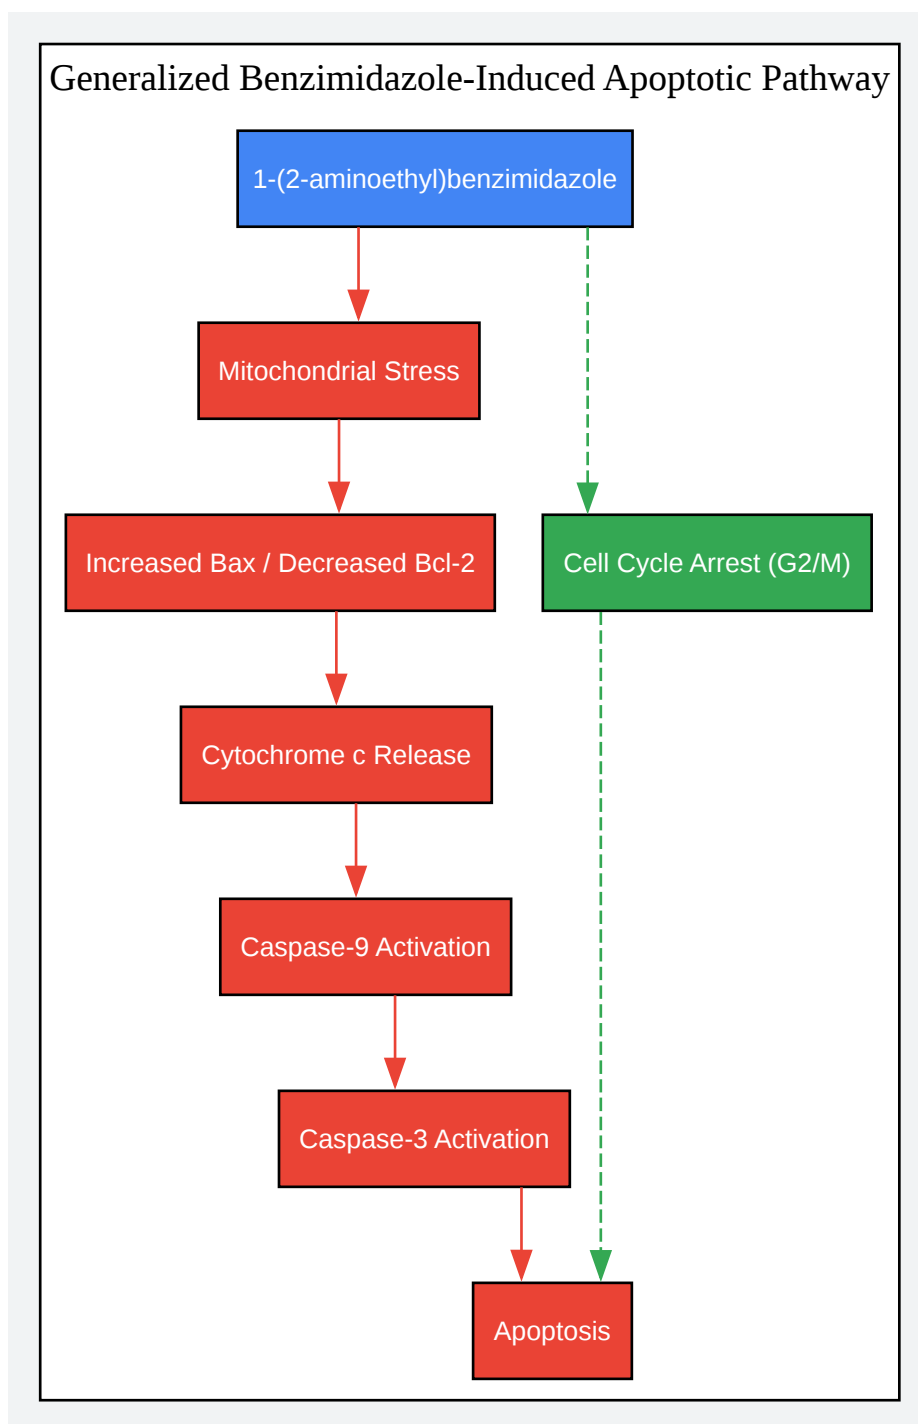 Generalized Benzimidazole-Induced Apoptotic Pathway
1-(2-aminoethyl)benzimidazole
Mitochondrial Stress
Increased Bax / Decreased Bcl-2
Cell Cycle Arrest (G2/M)
Cytochrome c Release
Caspase-9 Activation
Caspase-3 Activation
Apoptosis